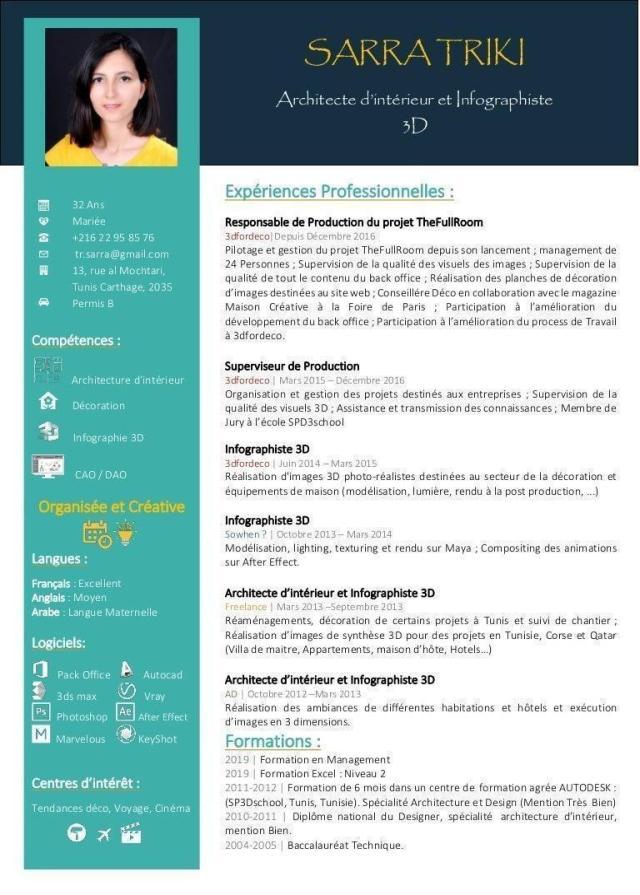 SARRA TRIKI
Architecte d'intérieur et Infographiste
3D
32 Ans
Mariée
+216 22 95 85 76
tr.sarra@gmail.com
13, rue al Mochtari,
Tunis Carthage, 2035
Permis B
Compétences :
Architecture d'intérieur
Décoration
Infographie 3D
CAO / DAO
Organisée et Créative
Langues :
Français : Excellent
Anglais : Moyen
Arabe : Langue Maternelle
Logiciels:
Pack Office
Autocad
3ds max
Vray
Ps Photoshop
Ae After Effect
M Marvelous
KeyShot
Centres d'intérêt :
Tendances déco, Voyage, Cinéma
Expériences Professionnelles :
Responsable de Production du projet TheFullRoom
3dfordeco|Depuis Décembre 2016
Pilotage et gestion du projet TheFullRoom depuis son lancement ; management de
24 Personnes ; Supervision de la qualité des visuels des images ; Supervision de la
qualité de tout le contenu du back office ; Réalisation des planches de décoration
d'images destinées au site web ; Conseillére Déco en collaboration avec le magazine
Maison Créative à la Foire de Paris ; Participation à l'amélioration du
développement du back office ; Participation à l'amélioration du process de Travail
à 3dfordeco.
Superviseur de Production
3dfordeco | Mars 2015 – Décembre 2016
Organisation et gestion des projets destinés aux entreprises ; Supervision de la
qualité des visuels 3D ; Assistance et transmission des connaissances ; Membre de
Jury à l'école SPD3school
Infographiste 3D
3dfordeco | Juin 2014 – Mars 2015
Réalisation d'images 3D photo-réalistes destinées au secteur de la décoration et
équipements de maison (modélisation, lumière, rendu à la post production, ...)
Infographiste 3D
Sowhen ? | Octobre 2013 – Mars 2014
Modélisation, lighting, texturing et rendu sur Maya ; Compositing des animations
sur After Effect.
Architecte d'intérieur et Infographiste 3D
Freelance | Mars 2013 –Septembre 2013
Réaménagements, décoration de certains projets à Tunis et suivi de chantier ;
Réalisation d'images de synthèse 3D pour des projets en Tunisie, Corse et Qatar
(Villa de maitre, Appartements, maison d'hôte, Hotels...)
Architecte d'intérieur et Infographiste 3D
AD | Octobre 2012 –Mars 2013
Réalisation des ambiances de différentes habitations et hôtels et exécution
d'images en 3 dimensions.
Formations :
2019 | Formation en Management
2019 | Formation Excel : Niveau 2
2011-2012 | Formation de 6 mois dans un centre de formation agrée AUTODESK :
(SP3Dschool, Tunis, Tunisie). Spécialité Architecture et Design (Mention Très Bien)
2010-2011 | Diplôme national du Designer, spécialité architecture d'intérieur,
mention Bien.
2004-2005 | Baccalauréat Technique.